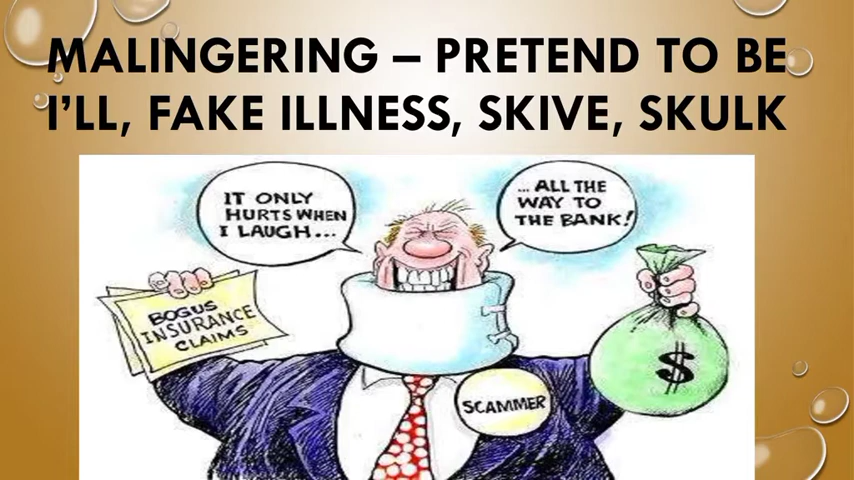 MALINGERING – PRETEND TO BE
I'LL, FAKE ILLNESS, SKIVE, SKULK
IT ONLY
HURTS WHEN
I LAUGH...
... ALL THE
WAY TO
THE BANK!
BOGUS
INSURANCE
CLAIMS
$
SCAMMER